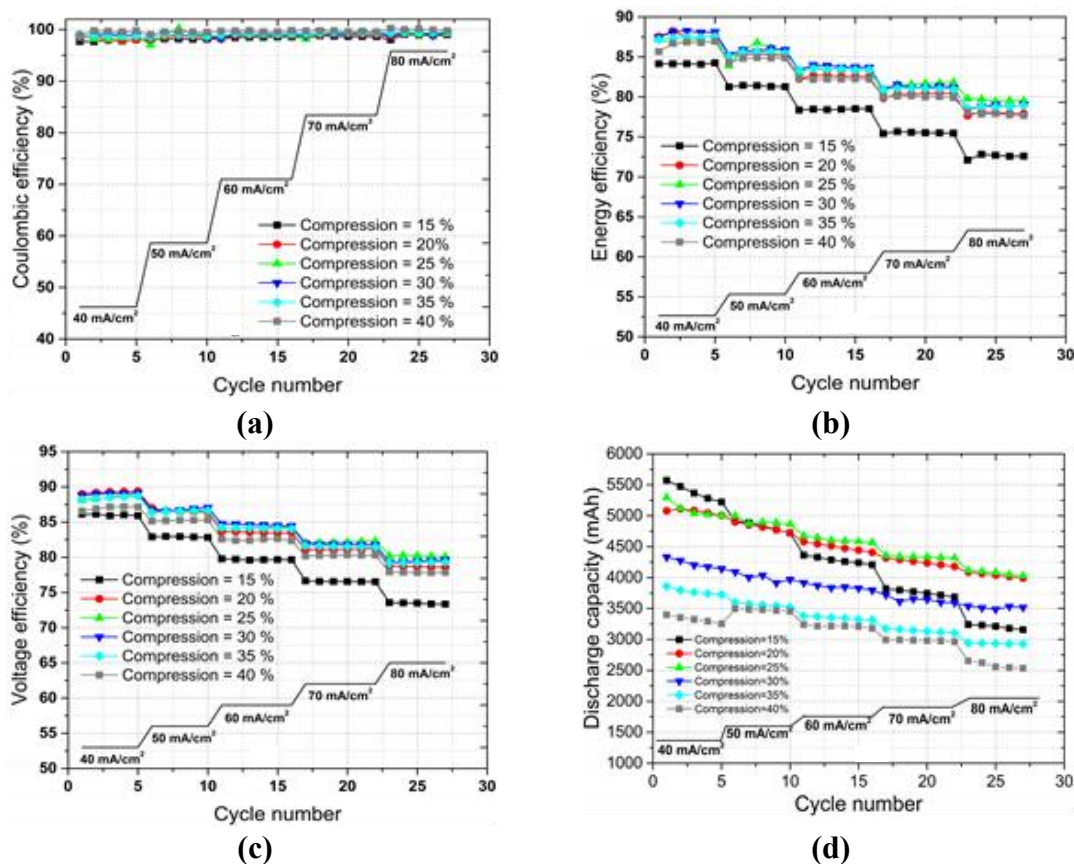 100
90
80
70
60
50
40
Coulombic efficiency (%)
40 mA/cm²
50 mA/cm²
60 mA/cm²
70 mA/cm²
80 mA/cm²
Compression = 15 %
Compression = 20%
Compression = 25 %
Compression = 30 %
Compression = 35 %
Compression = 40 %
0 5 10 15 20 25 30
Cycle number
(a)
90
85
80
75
70
65
60
55
50
Energy efficiency (%)
Compression = 15 %
Compression = 20 %
Compression = 25 %
Compression = 30 %
Compression = 35 %
Compression = 40 %
40 mA/cm²
50 mA/cm²
60 mA/cm²
70 mA/cm²
80 mA/cm²
0 5 10 15 20 25 30
Cycle number
(b)
95
90
85
80
75
70
65
60
55
50
Voltage efficiency (%)
Compression = 15 %
Compression = 20 %
Compression = 25 %
Compression = 30 %
Compression = 35 %
Compression = 40 %
40 mA/cm²
50 mA/cm²
60 mA/cm²
70 mA/cm²
80 mA/cm²
0 5 10 15 20 25 30
Cycle number
(c)
6000
5500
5000
4500
4000
3500
3000
2500
2000
1500
1000
Discharge capacity (mAh)
Compression=15%
Compression=20%
Compression=25%
Compression=30%
Compression=35%
Compression=40%
40 mA/cm²
50 mA/cm²
60 mA/cm²
70 mA/cm²
80 mA/cm²
0 5 10 15 20 25 30
Cycle number
(d)